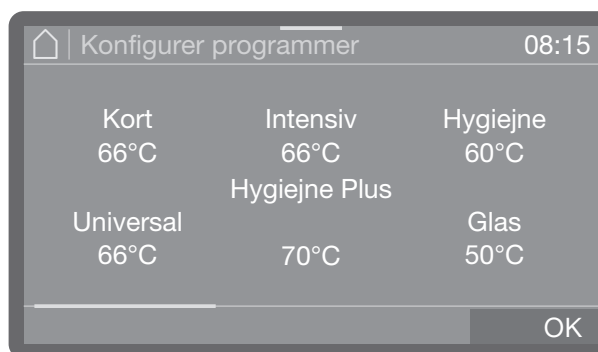 Konfigurer programmer 08:15
Kort Intensiv Hygiejne
66°C 66°C 60°C
Hygiejne Plus
Universal Glas
66°C 70°C 50°C
OK